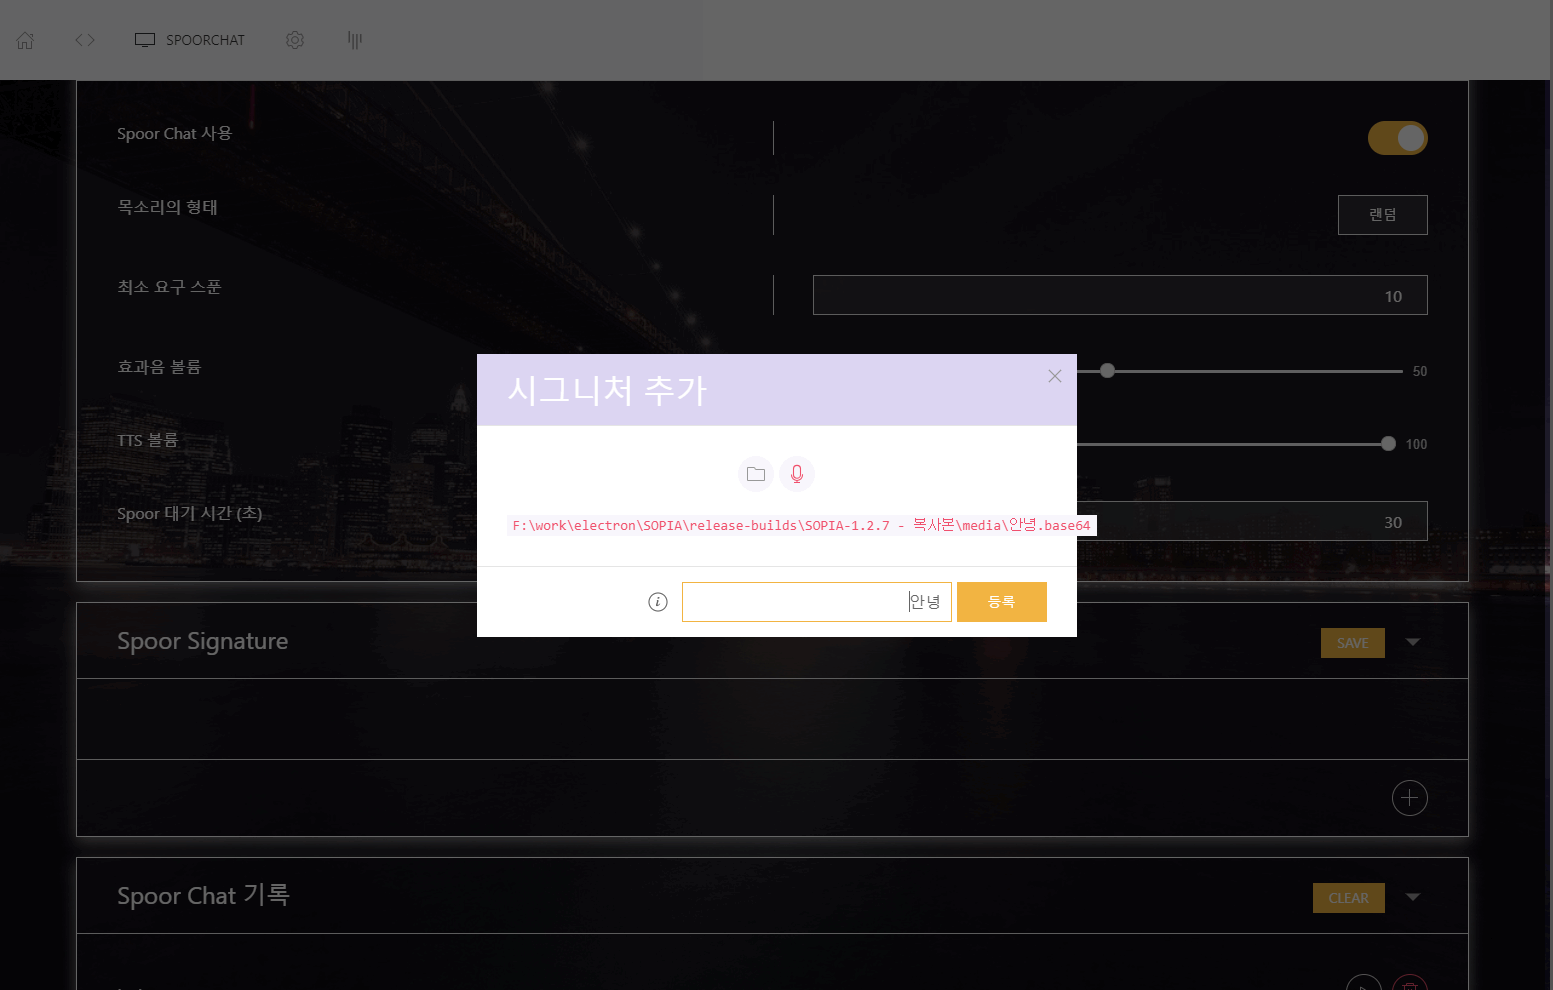 SPOORCHAT
Spoor Chat 사용
목소리의 형태
랜덤
최소 요구 스푼
10
효과음 볼륨
50
시그니처 추가
TTS 볼륨
100
F:\work\electron\SOPIA\release-builds\SOPIA-1.2.7 - 복사본\media\안녕.base64
Spoor 대기 시간 (초)
30
안녕
등록
Spoor Signature
SAVE
Spoor Chat 기록
CLEAR